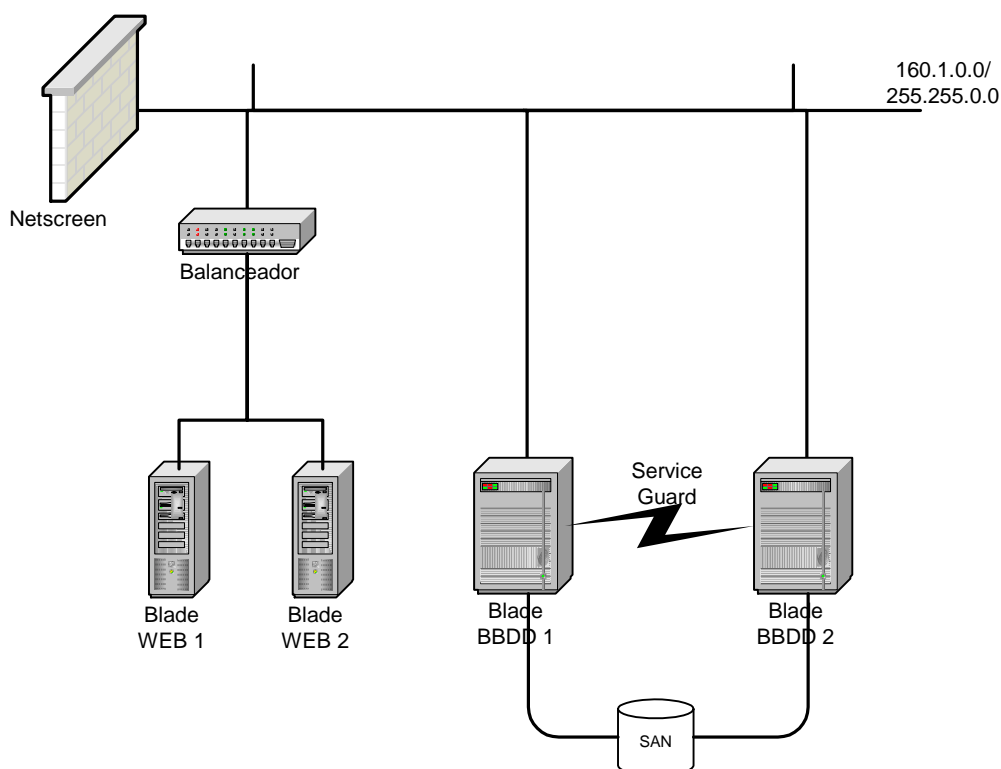 160.1.0.0/
255.255.0.0
Netscreen
Balanceador
Service
Guard
Blade
WEB 1
Blade
WEB 2
Blade
BBDD 1
Blade
BBDD 2
SAN